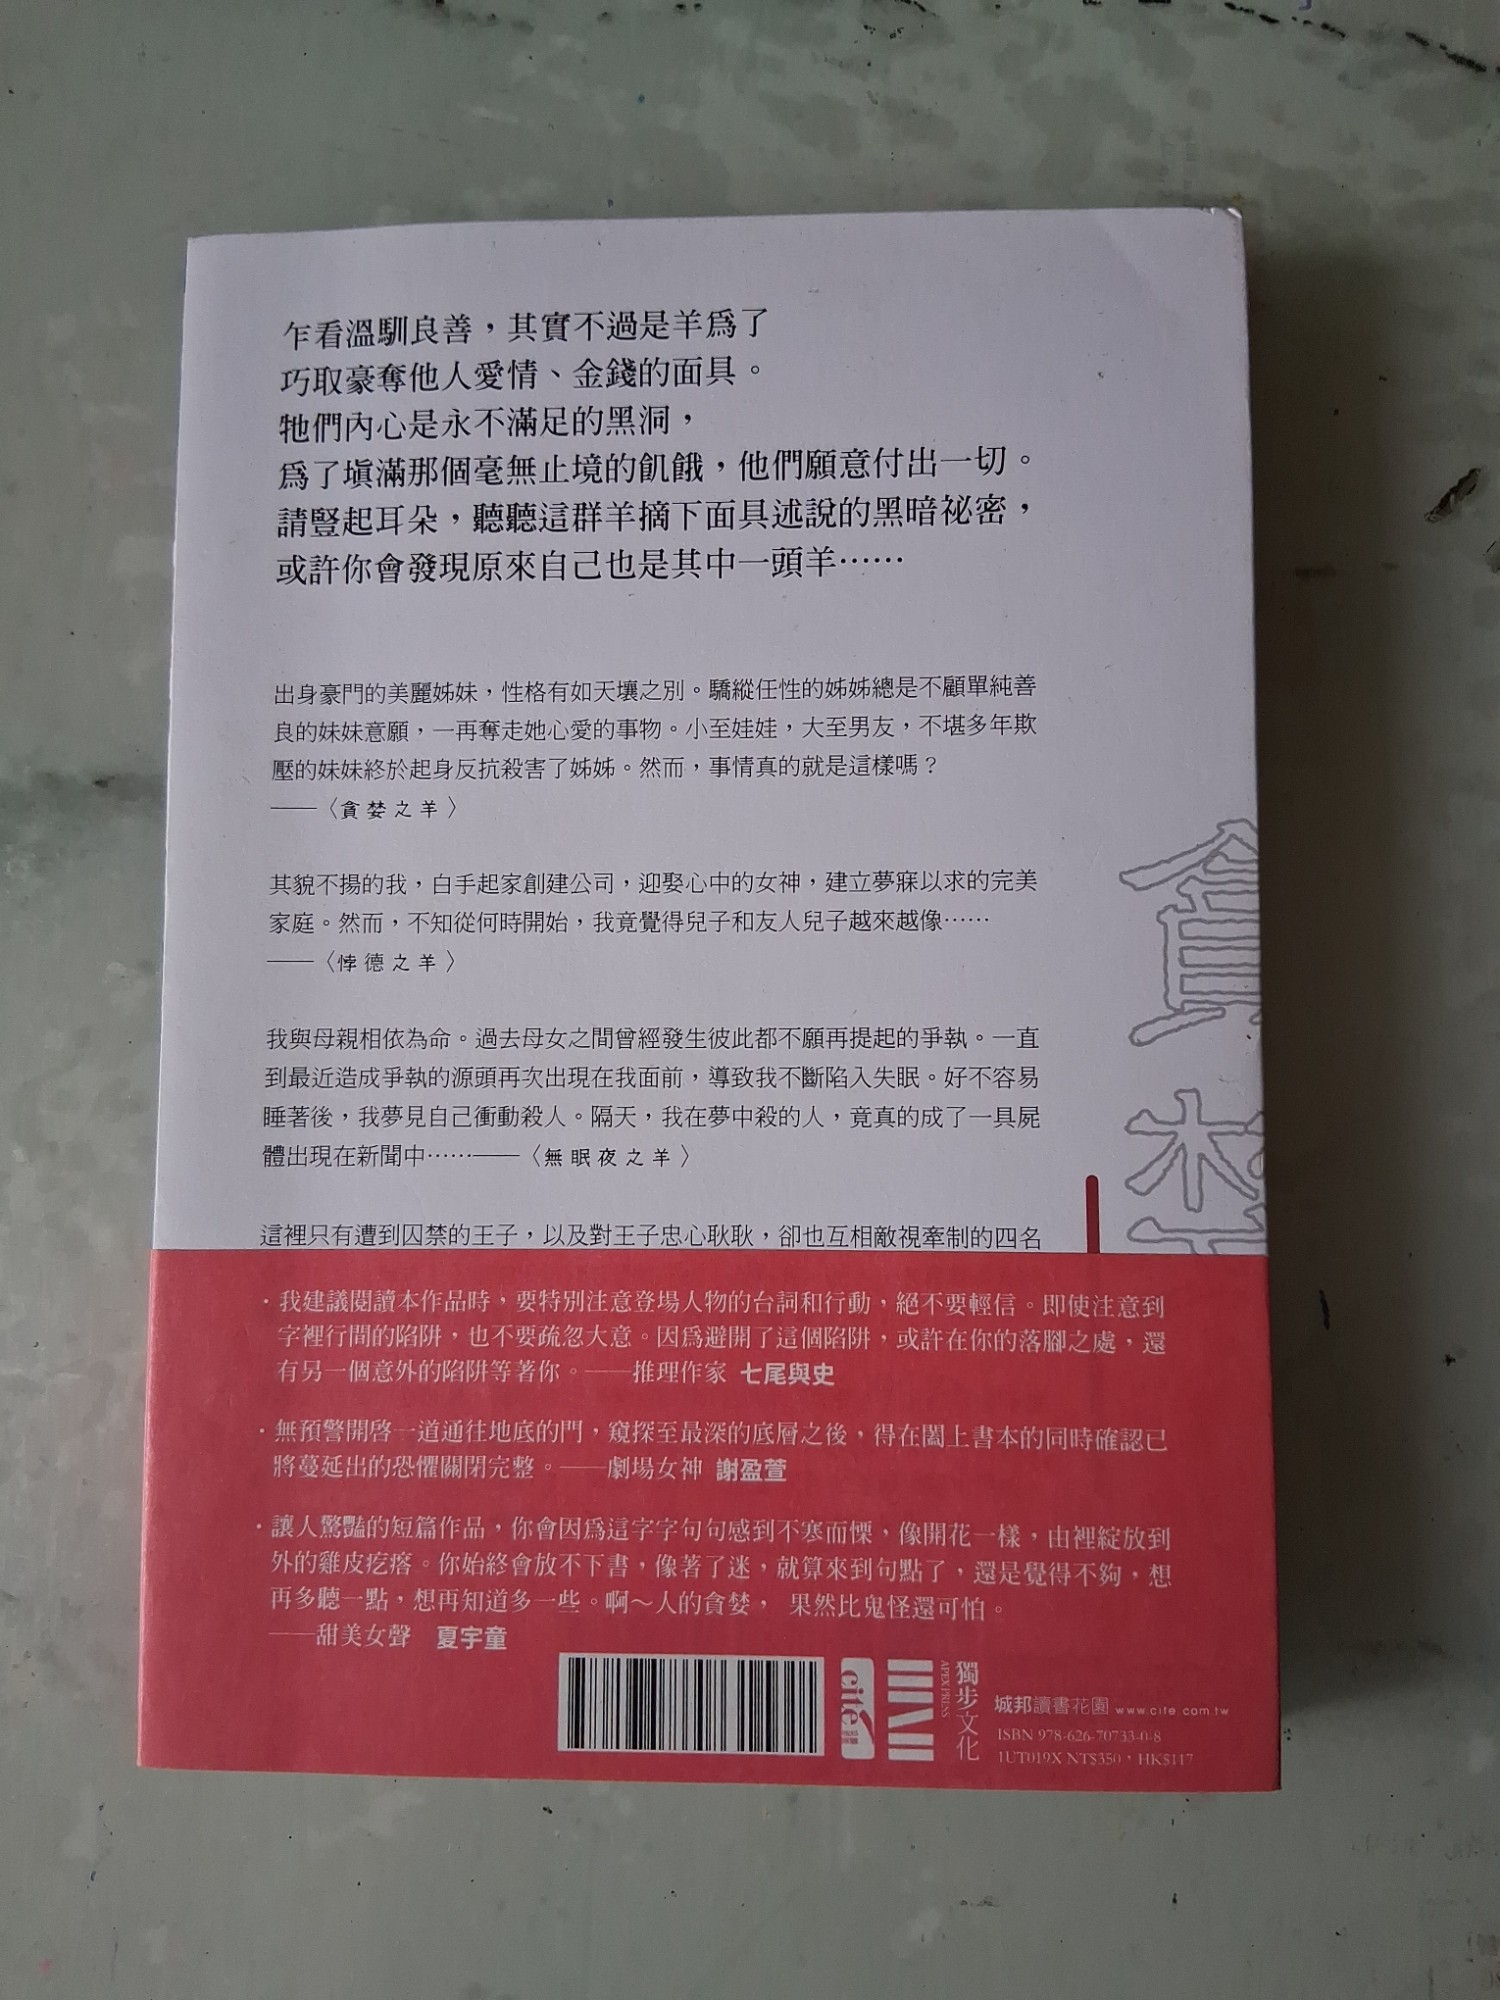 乍看溫馴良善，其實不過是羊爲了
巧取豪奪他人愛情、金錢的面具。
牠們內心是永不滿足的黑洞，
爲了塡滿那個毫無止境的飢餓，他們願意付出一切。
請豎起耳朵，聽聽這群羊摘下面具述說的黑暗祕密，
或許你會發現原來自己也是其中一頭羊⋯⋯
出身豪門的美麗姊妹，性格有如天壤之別。驕縱任性的姊姊總是不顧單純善
良的妹妹意願，一再奪走她心愛的事物。小至娃娃，大至男友，不堪多年欺
壓的妹妹終於起身反抗殺害了姊姊。然而，事情真的就是這樣嗎？
——〈貪婪之羊〉
其貌不揚的我，白手起家創建公司，迎娶心中的女神，建立夢寐以求的完美
家庭。然而，不知從何時開始，我竟覺得兒子和友人兒子越來越像⋯⋯
——〈悖德之羊〉
我與母親相依為命。過去母女之間曾經發生彼此都不願再提起的爭執。一直
到最近造成爭執的源頭再次出現在我面前，導致我不斷陷入失眠。好不容易
睡著後，我夢見自己衝動殺人。隔天，我在夢中殺的人，竟真的成了一具屍
體出現在新聞中⋯⋯——〈無眠夜之羊〉
這裡只有遭到囚禁的王子，以及對王子忠心耿耿，卻也互相敵視牽制的四名
貪婪
·我建議閱讀本作品時，要特別注意登場人物的台詞和行動，絕不要輕信。即使注意到
字裡行間的陷阱，也不要疏忽大意。因爲避開了這個陷阱，或許在你的落腳之處，還
有另一個意外的陷阱等著你。——推理作家 七尾與史
·無預警開啓一道通往地底的門，窺探至最深的底層之後，得在闔上書本的同時確認已
將蔓延出的恐懼關閉完整。——劇場女神 謝盈萱
·讓人驚豔的短篇作品，你會因爲這字字句句感到不寒而慄，像開花一樣，由裡綻放到
外的雞皮疙瘩。你始終會放不下書，像著了迷，就算來到句點了，還是覺得不夠，想
再多聽一點，想再知道多一些。啊～人的貪婪， 果然比鬼怪還可怕。
——甜美女聲 夏宇童
cite城邦
獨步文化
APEX PRESS
城邦讀書花園 www.cite.com.tw
ISBN 978-626-70733-0-8
1UT019X NT$350，HK$117